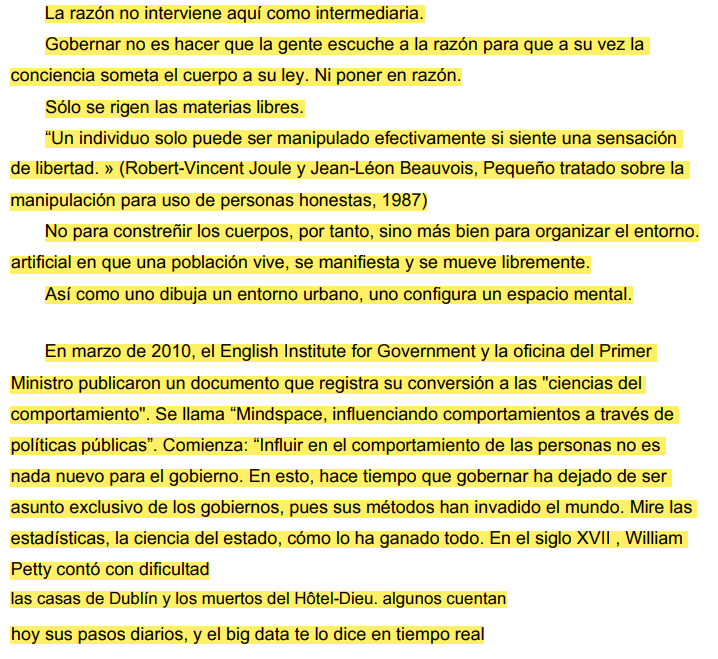 La razón no interviene aquí como intermediaria.
Gobernar no es hacer que la gente escuche a la razón para que a su vez la
conciencia someta el cuerpo a su ley. Ni poner en razón.
Sólo se rigen las materias libres.
“Un individuo solo puede ser manipulado efectivamente si siente una sensación
de libertad. » (Robert-Vincent Joule y Jean-Léon Beauvois, Pequeño tratado sobre la
manipulación para uso de personas honestas, 1987)
No para constreñir los cuerpos, por tanto, sino más bien para organizar el entorno.
artificial en que una población vive, se manifiesta y se mueve libremente.
Así como uno dibuja un entorno urbano, uno configura un espacio mental.
En marzo de 2010, el English Institute for Government y la oficina del Primer
Ministro publicaron un documento que registra su conversión a las "ciencias del
comportamiento". Se llama “Mindspace, influenciando comportamientos a través de
políticas públicas”. Comienza: “Influir en el comportamiento de las personas no es
nada nuevo para el gobierno. En esto, hace tiempo que gobernar ha dejado de ser
asunto exclusivo de los gobiernos, pues sus métodos han invadido el mundo. Mire las
estadísticas, la ciencia del estado, cómo lo ha ganado todo. En el siglo XVII , William
Petty contó con dificultad
las casas de Dublín y los muertos del Hôtel-Dieu. algunos cuentan
hoy sus pasos diarios, y el big data te lo dice en tiempo real